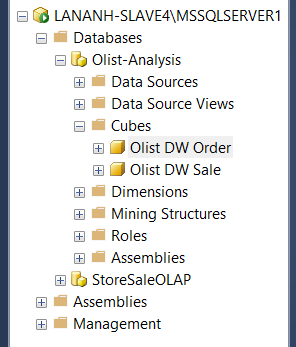 LANANH-SLAVE4\MSSQLSERVER1
Databases
Olist-Analysis
Data Sources
Data Source Views
Cubes
Olist DW Order
Olist DW Sale
Dimensions
Mining Structures
Roles
Assemblies
StoreSaleOLAP
Assemblies
Management